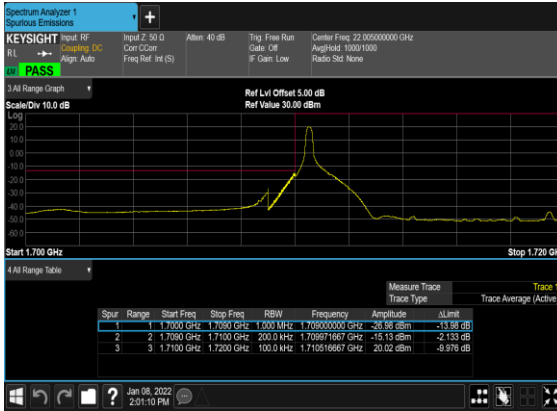 Spectrum Analyzer 1
Spurious Emissions
+
KEYSIGHT Input: RF Input Z: 50 Ω Atten: 40 dB Trig: Free Run Center Freq: 22.005000000 GHz
RL Coupling: DC Corr CCorr Gate: Off Avg|Hold: 1000/1000
Align: Auto Freq Ref: Int (S) IF Gain: Low Radio Std: None
PASS
3 All Range Graph
Ref Lvl Offset 5.00 dB
Scale/Div 10.0 dB Ref Value 30.00 dBm
Log
20.0
10.0
0.00
-10.0
-20.0
-30.0
-40.0
-50.0
-60.0
Start 1.700 GHz Stop 1.720 GH
4 All Range Table
Measure Trace Trace 1
Trace Type Trace Average (Active
Spur Range Start Freq Stop Freq RBW Frequency Amplitude ΔLimit
1 1 1.7000 GHz 1.7090 GHz 1.000 MHz 1.709000000 GHz -26.98 dBm -13.98 dB
2 2 1.7090 GHz 1.7100 GHz 200.0 kHz 1.709971667 GHz -15.13 dBm -2.133 dB
3 3 1.7100 GHz 1.7200 GHz 100.0 kHz 1.710516667 GHz 20.02 dBm -9.976 dB
? Jan 08, 2022
2:01:10 PM